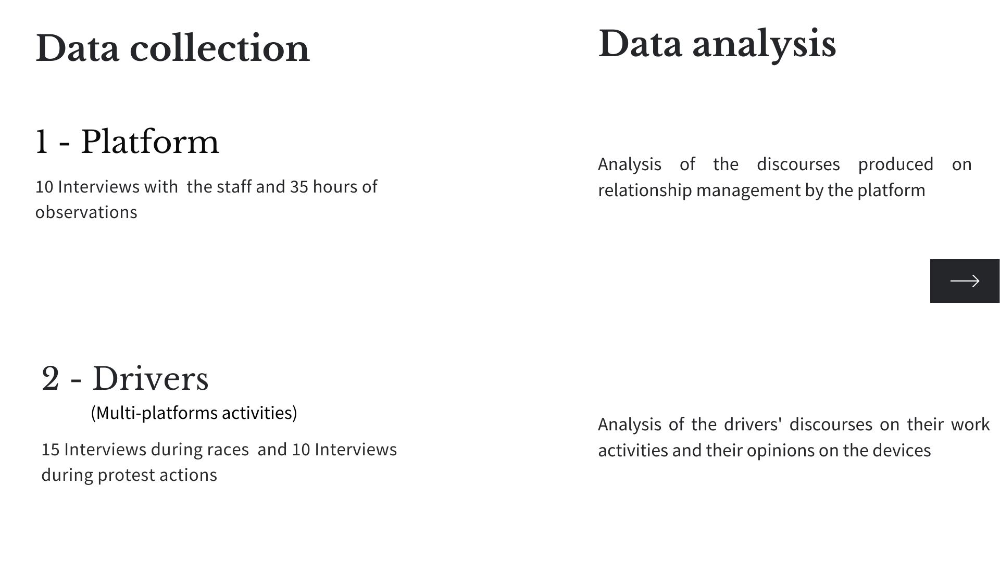 Data collection
1 - Platform
10 Interviews with  the staff and 35 hours of
observations
2 - Drivers
(Multi-platforms activities)
15 Interviews during races  and 10 Interviews
during protest actions
Data analysis
Analysis of the discourses produced on
relationship management by the platform
Analysis of the drivers' discourses on their work
activities and their opinions on the devices